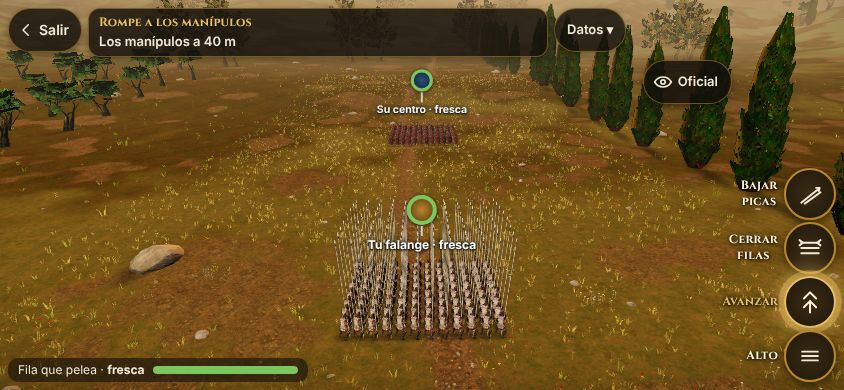 Salir
ROMPE A LOS MANÍPULOS
Los manípulos a 40 m
Datos ▾
Oficial
Su centro · fresca
Tu falange · fresca
BAJAR
PICAS
CERRAR
FILAS
AVANZAR
ALTO
Fila que pelea · fresca